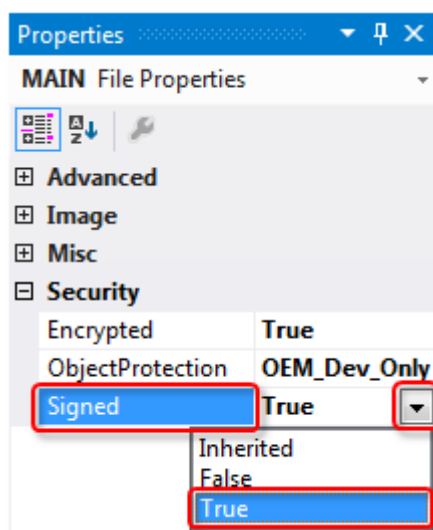 Properties
MAIN File Properties
Advanced
Image
Misc
Security
Encrypted True
ObjectProtection OEM_Dev_Only
Signed True
Inherited
False
True